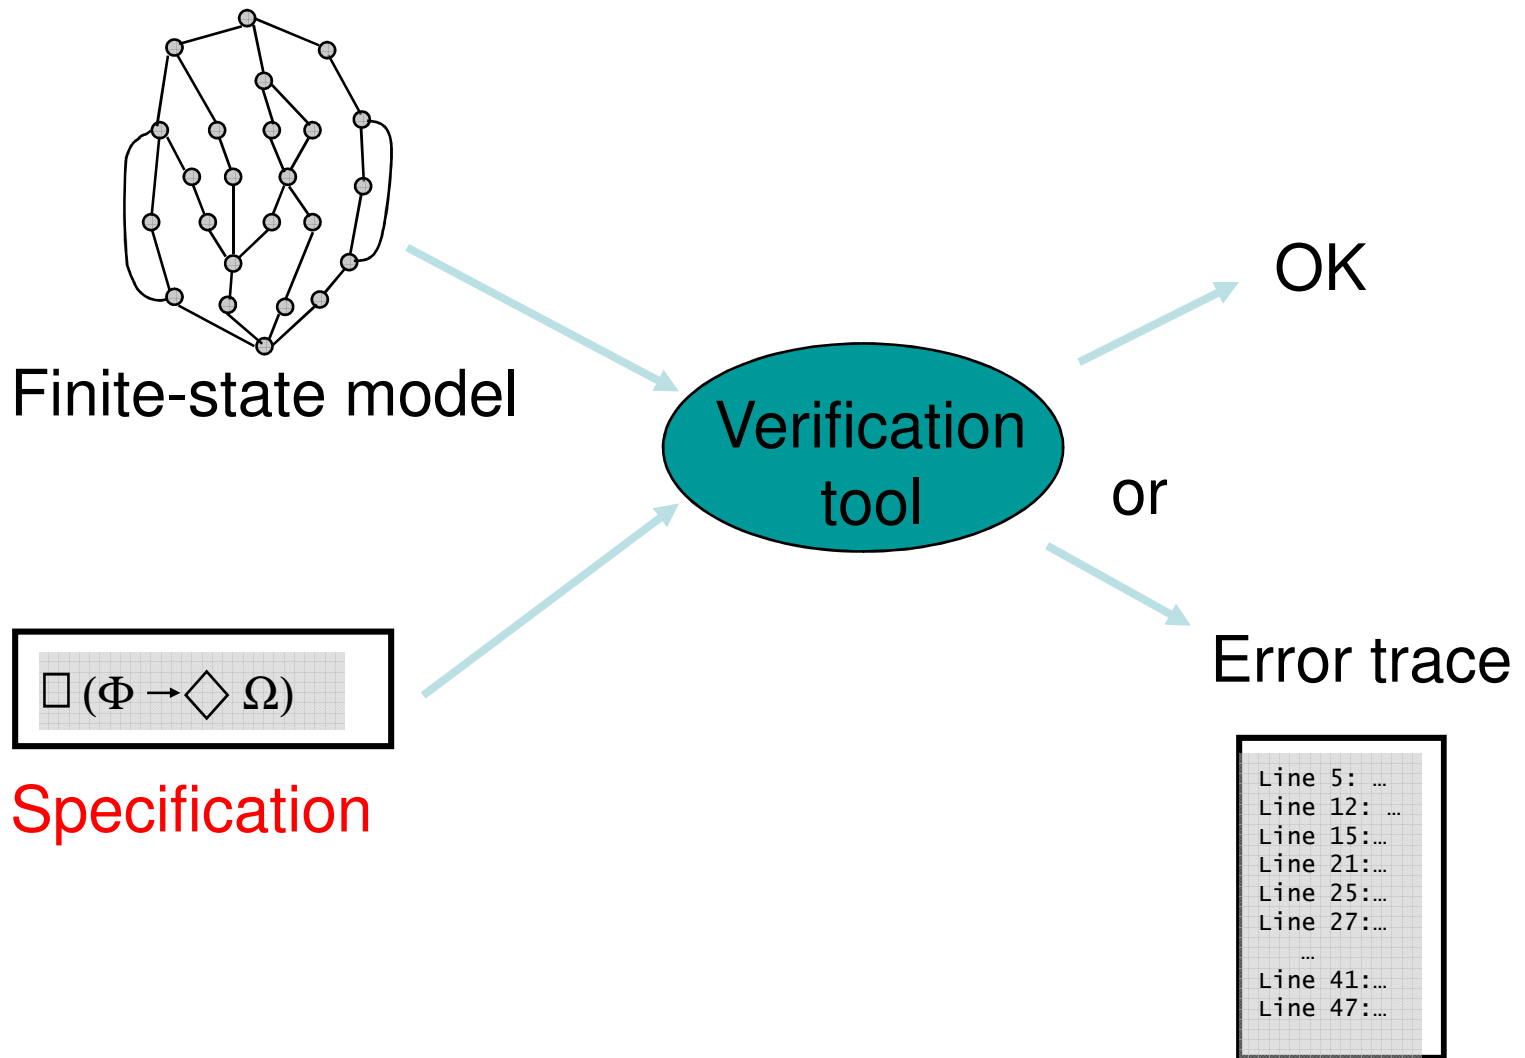 Finite-state model
□ (Φ → ◇ Ω)
Specification
Verification
tool
OK
or
Error trace
Line 5: …
Line 12: …
Line 15:…
Line 21:…
Line 25:…
Line 27:…
…
Line 41:…
Line 47:…